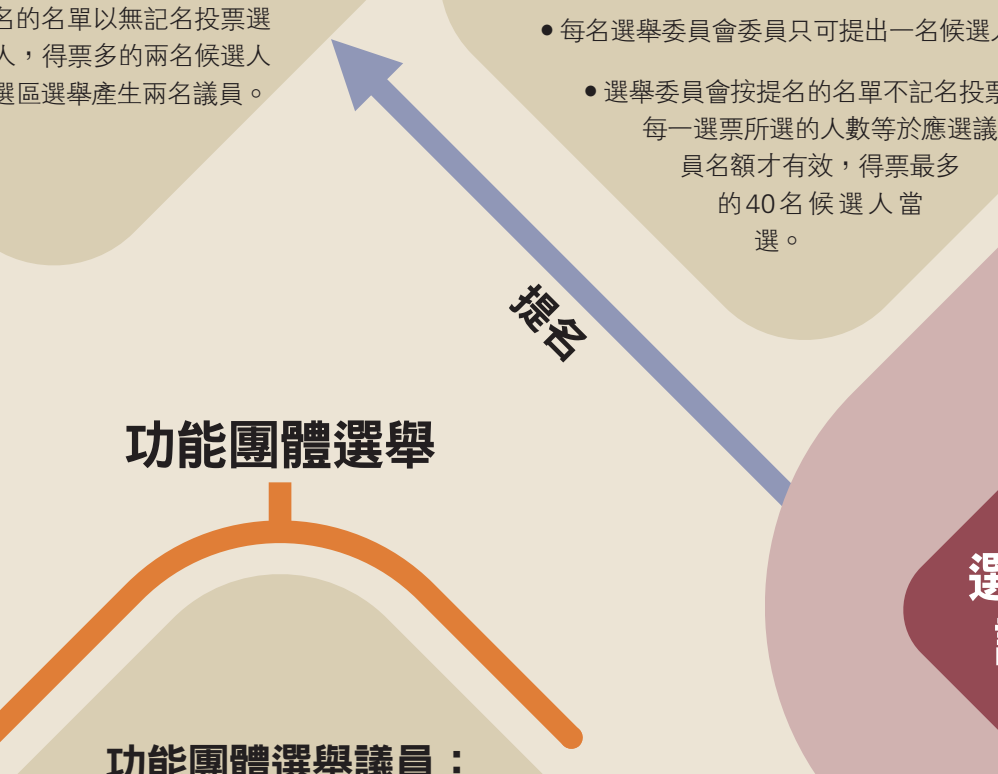 名的名單以無記名投票選
人，得票多的兩名候選人
選區選舉產生兩名議員。
● 每名選舉委員會委員只可提出一名候選人
● 選舉委員會按提名的名單不記名投票
每一選票所選的人數等於應選議
員名額才有效，得票最多
的40名候選人當
選。
提名
功能團體選舉
選
功能團體選舉議員：